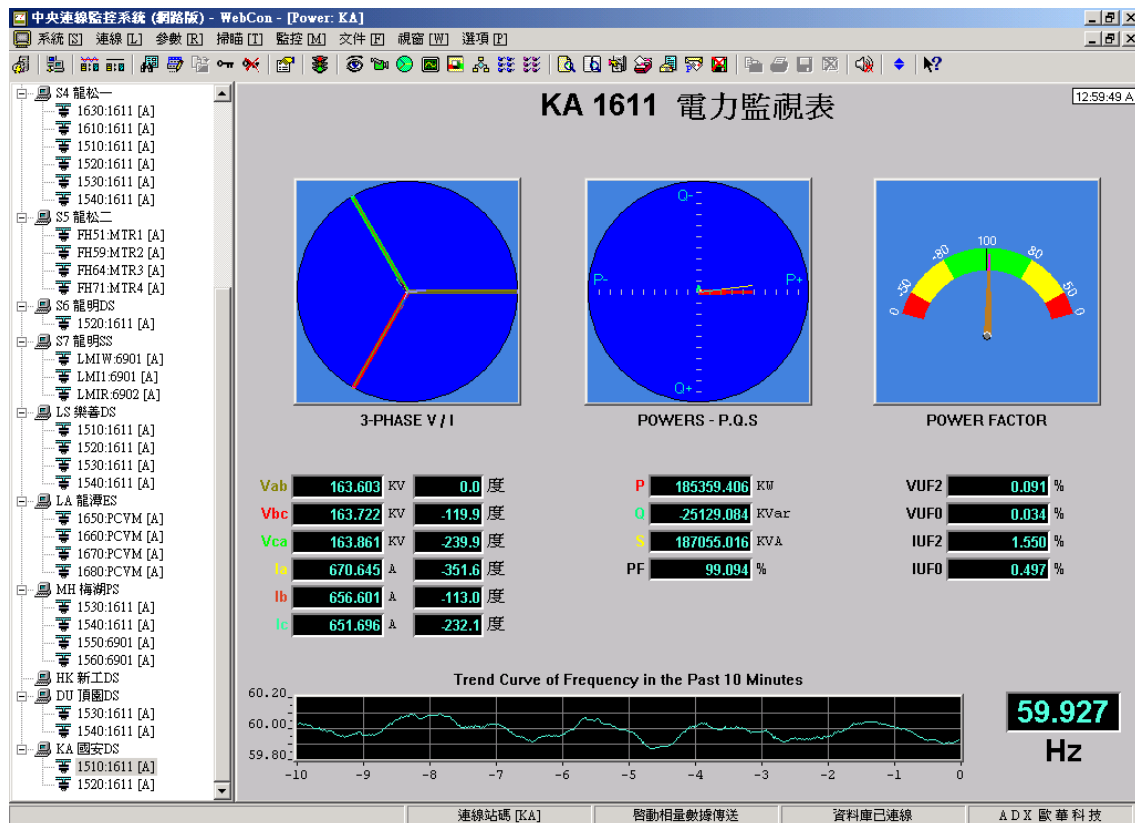 中央連線監控系統 (網路版) - WebCon - [Power: KA]
系統[S] 連線[L] 參數[R] 掃瞄[T] 監控[M] 文件[F] 視窗[W] 選項[P]
S4 龍松一
1630:1611 [A]
1610:1611 [A]
1510:1611 [A]
1520:1611 [A]
1530:1611 [A]
1540:1611 [A]
S5 龍松二
FH51:MTR1 [A]
FH59:MTR2 [A]
FH64:MTR3 [A]
FH71:MTR4 [A]
S6 龍明DS
1520:1611 [A]
S7 龍明SS
LMIW:6901 [A]
LMI1:6901 [A]
LMIR:6902 [A]
LS 樂善DS
1510:1611 [A]
1520:1611 [A]
1530:1611 [A]
1540:1611 [A]
LA 龍潭ES
1650:PCVM [A]
1660:PCVM [A]
1670:PCVM [A]
1680:PCVM [A]
MH 梅湖PS
1530:1611 [A]
1540:1611 [A]
1550:6901 [A]
1560:6901 [A]
HK 新工DS
DU 頂園DS
1530:1611 [A]
1540:1611 [A]
KA 國安DS
1510:1611 [A]
1520:1611 [A]
KA 1611 電力監視表
12:59:49 A
Q-
P- P+
Q+
0 -50 -80 100 80 50 0
3-PHASE V / I
POWERS - P.Q.S
POWER FACTOR
Vab 163.603 KV 0.0 度
Vbc 163.722 KV -119.9 度
Vca 163.861 KV -239.9 度
Ia 670.645 A -351.6 度
Ib 656.601 A -113.0 度
Ic 651.696 A -232.1 度
P 185359.406 KW
Q -25129.084 KVar
S 187055.016 KVA
PF 99.094 %
VUF2 0.091 %
VUF0 0.034 %
IUF2 1.550 %
IUF0 0.497 %
Trend Curve of Frequency in the Past 10 Minutes
60.20
60.00
59.80
-10 -9 -8 -7 -6 -5 -4 -3 -2 -1 0
59.927
Hz
連線站碼 [KA] 啓動相量數據傳送 資料庫已連線 ADX 歐華科技